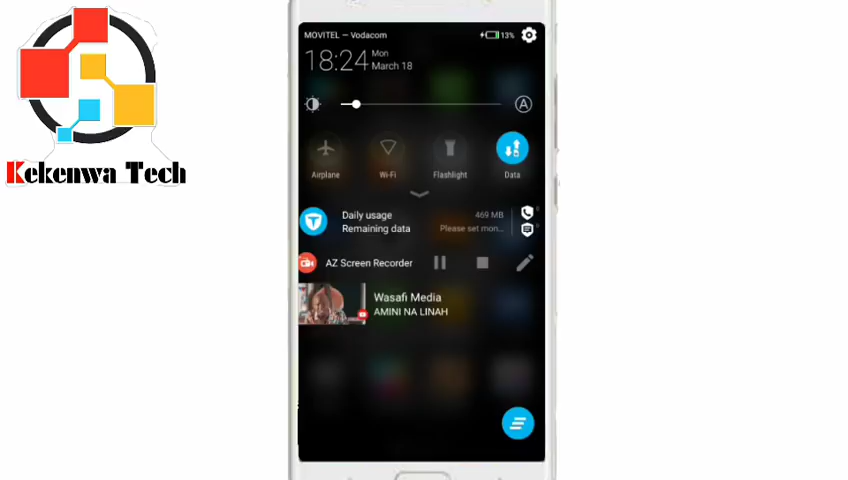 MOVITEL — Vodacom
13%
18:24
Mon
March 18
A
Airplane
Wi-Fi
Flashlight
Data
Daily usage
469 MB
Remaining data
Please set mon...
AZ Screen Recorder
Wasafi Media
AMINI NA LINAH
Kekenwa Tech